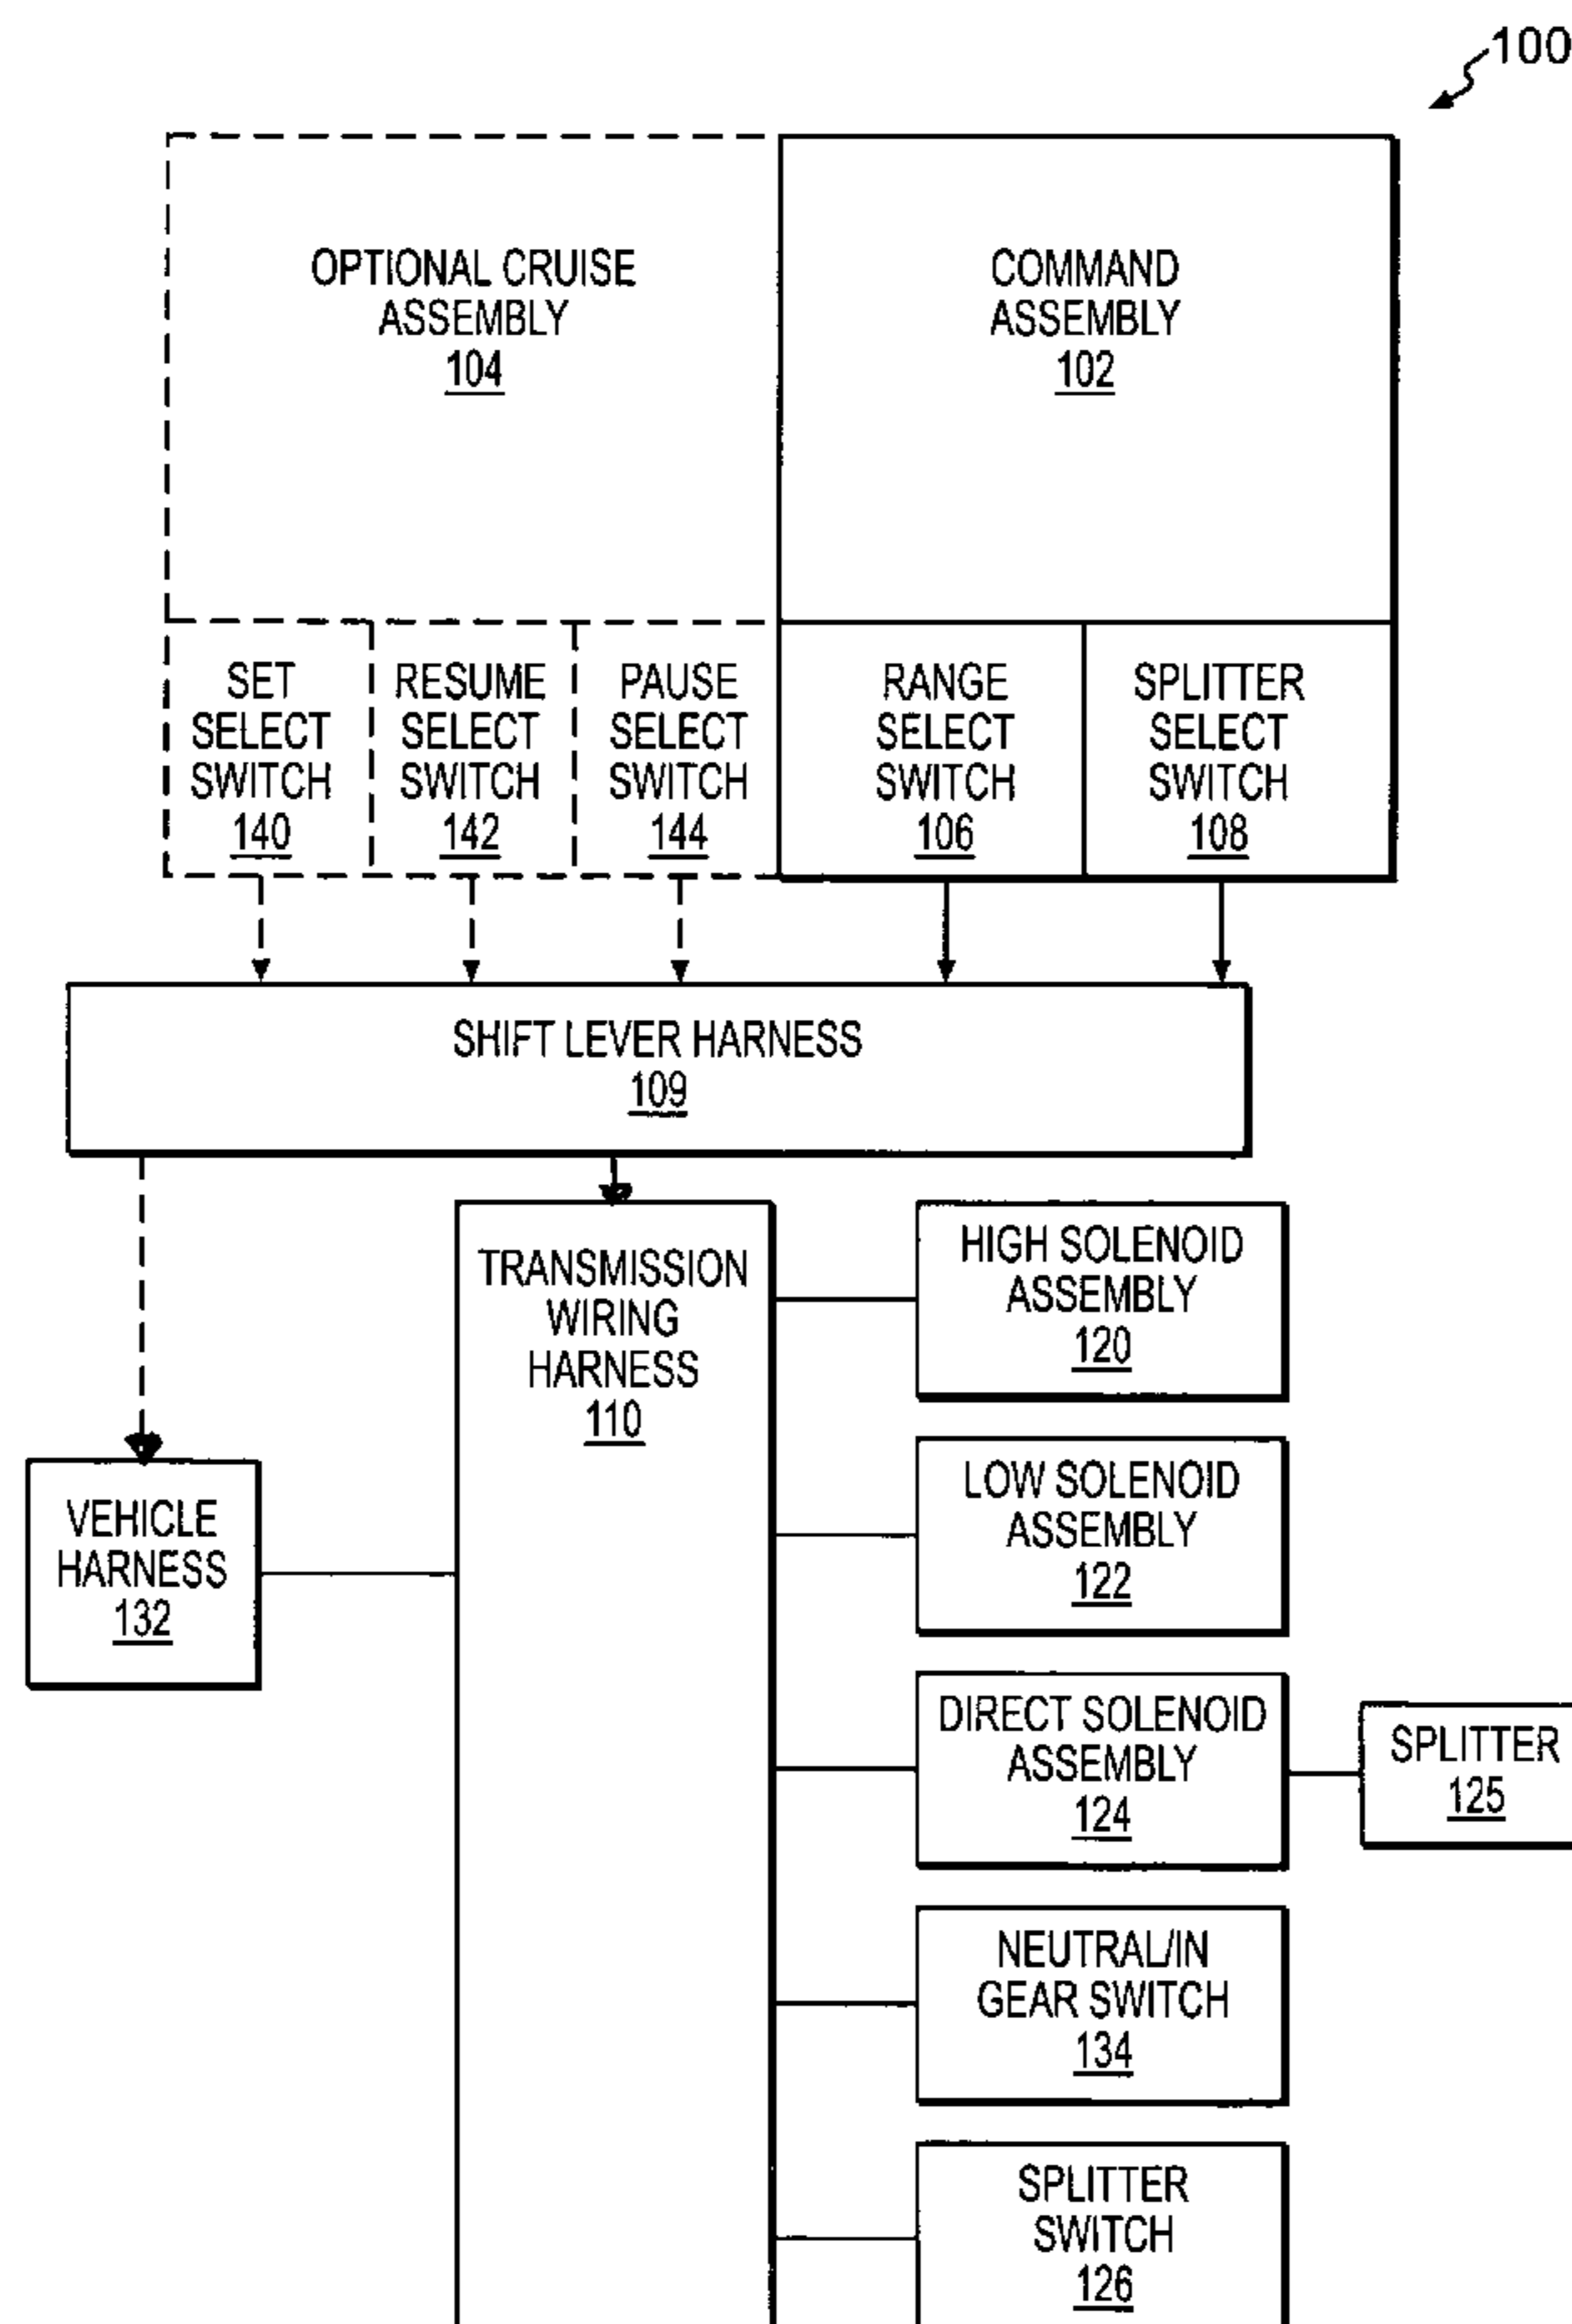 100
OPTIONAL CRUISE
ASSEMBLY
104
COMMAND
ASSEMBLY
102
SET
SELECT
SWITCH
140
RESUME
SELECT
SWITCH
142
PAUSE
SELECT
SWITCH
144
RANGE
SELECT
SWITCH
106
SPLITTER
SELECT
SWITCH
108
SHIFT LEVER HARNESS
109
TRANSMISSION
WIRING
HARNESS
110
HIGH SOLENOID
ASSEMBLY
120
LOW SOLENOID
ASSEMBLY
122
VEHICLE
HARNESS
132
DIRECT SOLENOID
ASSEMBLY
124
SPLITTER
125
NEUTRAL/IN
GEAR SWITCH
134
SPLITTER
SWITCH
126